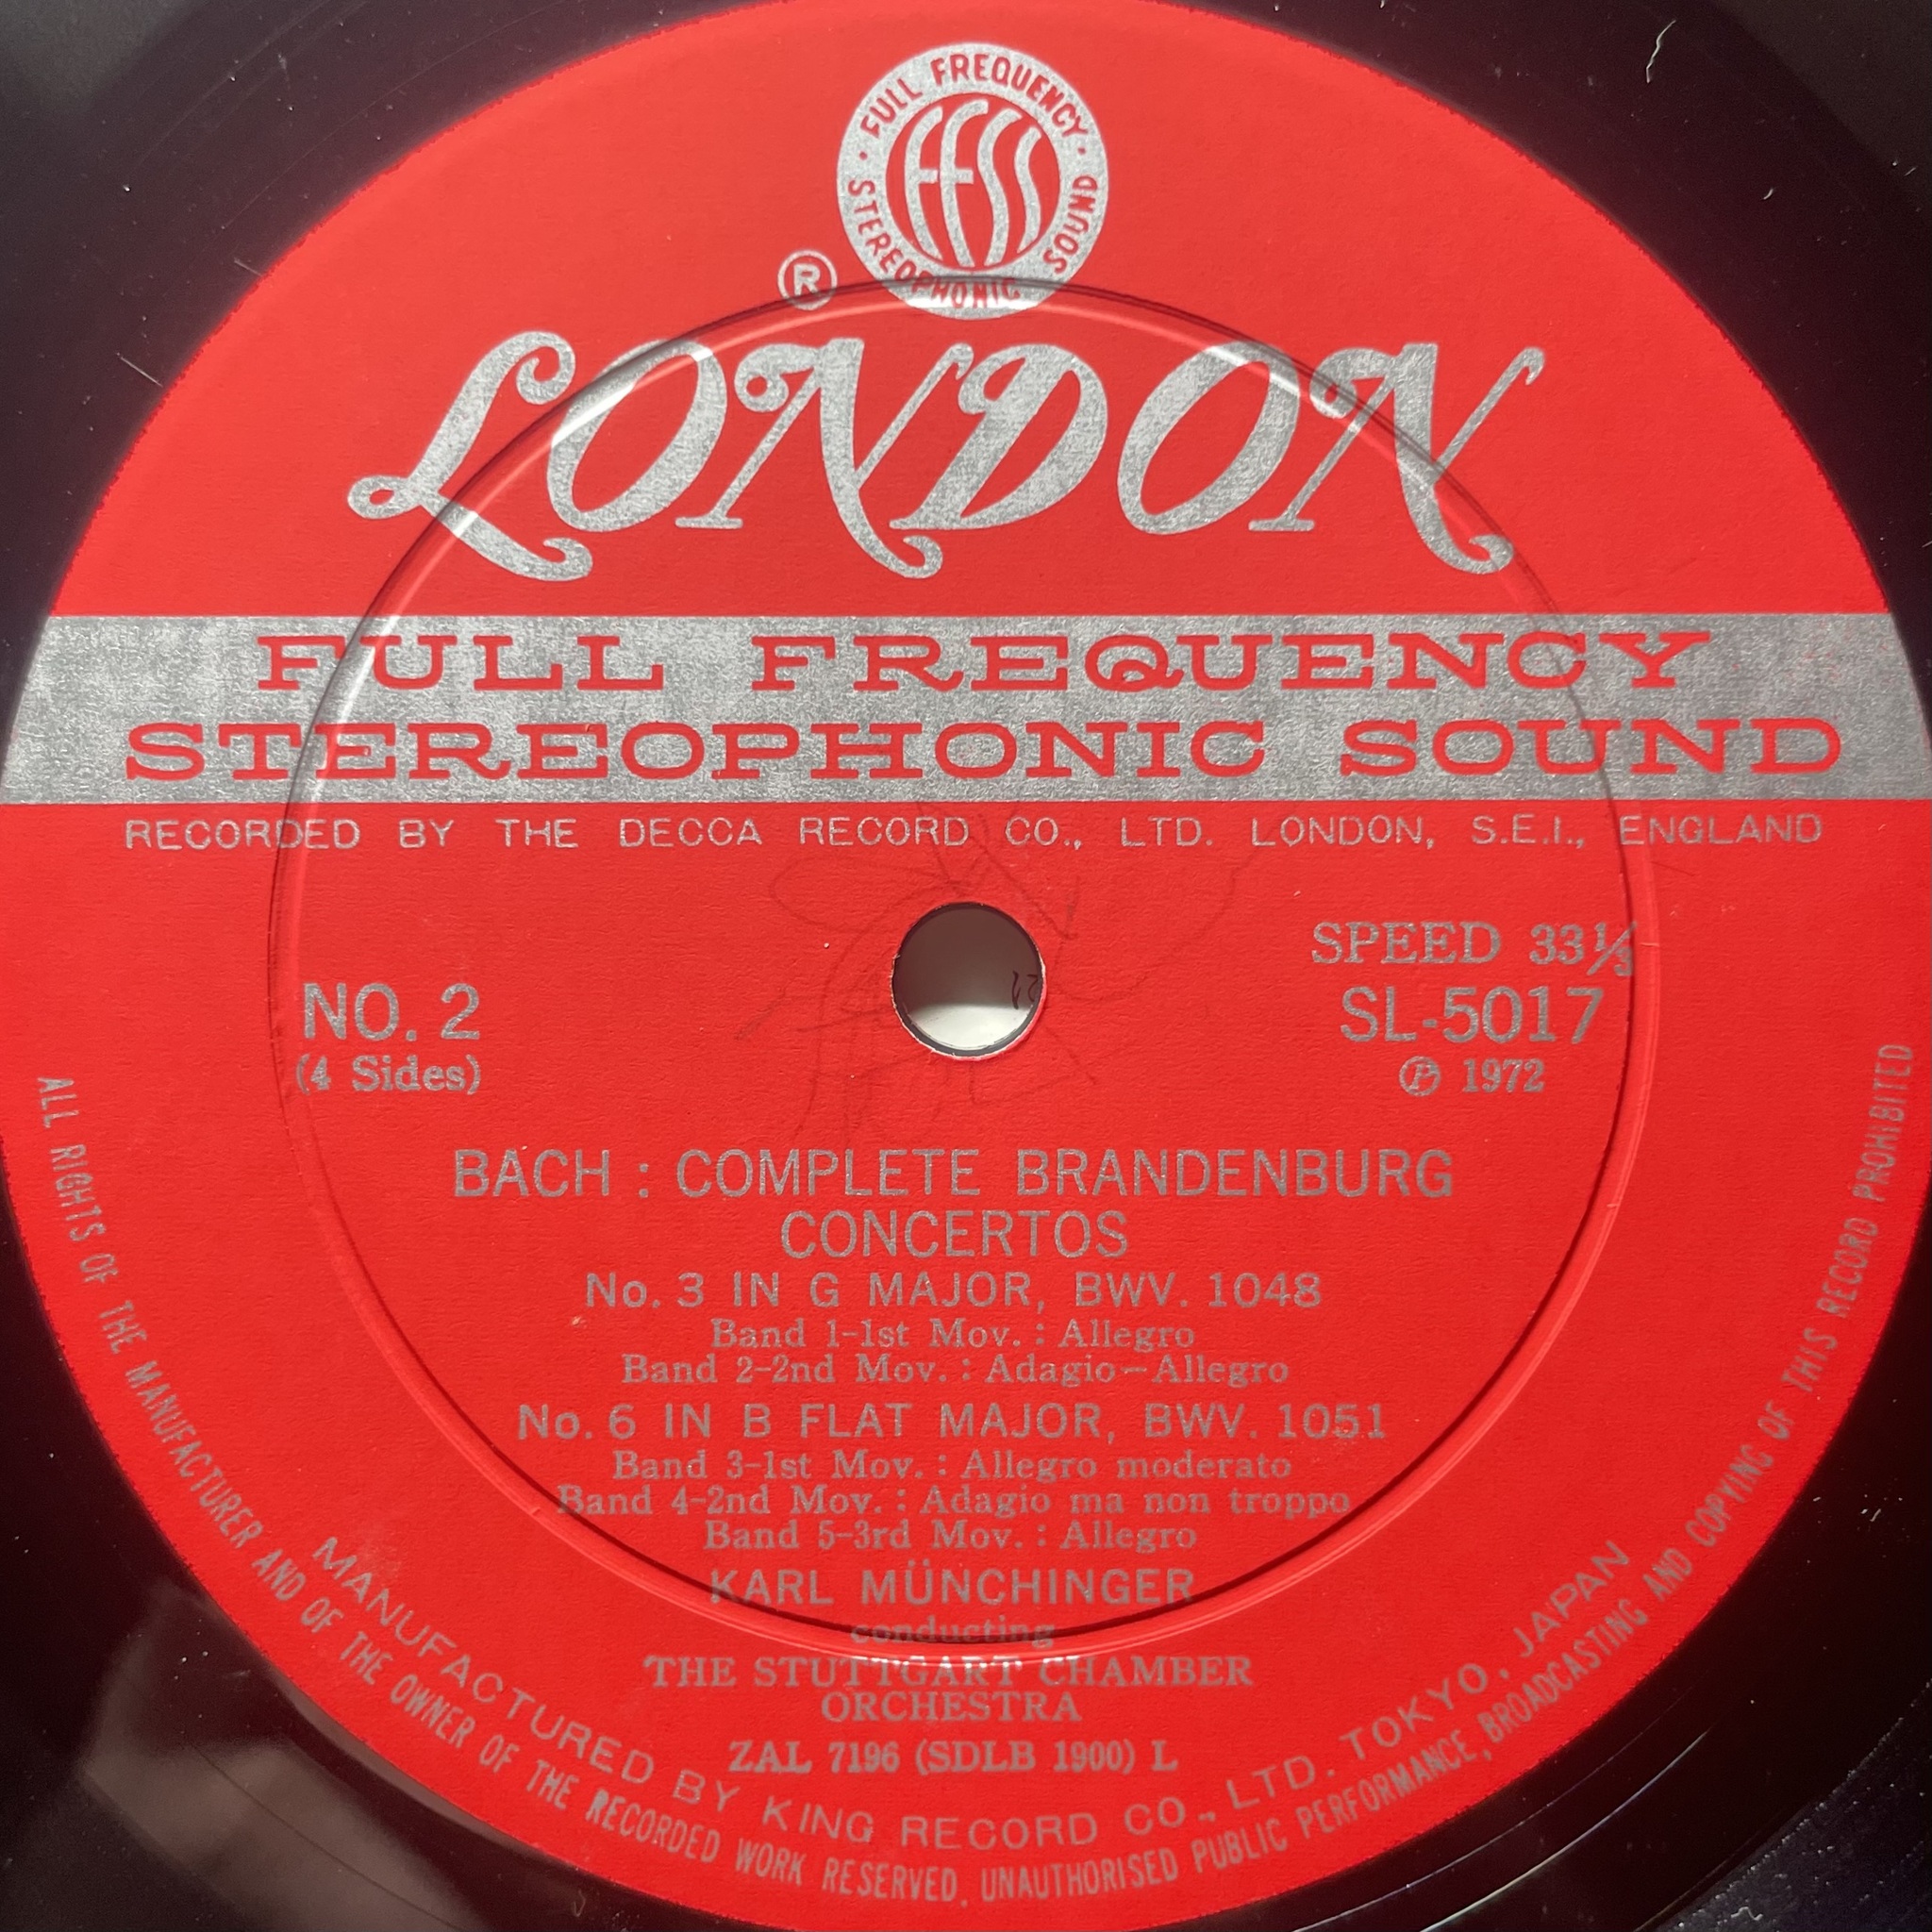 FULL FREQUENCY
STEREOPHONIC SOUND
FFSS
®
LONDON
FULL FREQUENCY
STEREOPHONIC SOUND
RECORDED BY THE DECCA RECORD CO., LTD. LONDON, S.E.I., ENGLAND
SPEED 33⅓
NO. 2
SL-5017
(4 Sides)
℗ 1972
BACH : COMPLETE BRANDENBURG
CONCERTOS
No. 3 IN G MAJOR, BWV. 1048
Band 1-1st Mov. : Allegro
Band 2-2nd Mov. : Adagio—Allegro
No. 6 IN B FLAT MAJOR, BWV. 1051
Band 3-1st Mov. : Allegro moderato
Band 4-2nd Mov. : Adagio ma non troppo
Band 5-3rd Mov. : Allegro
KARL MÜNCHINGER
conducting
THE STUTTGART CHAMBER
ORCHESTRA
ZAL 7196 (SDLB 1900) L
MANUFACTURED BY KING RECORD CO., LTD. TOKYO, JAPAN
ALL RIGHTS OF THE MANUFACTURER AND OF THE OWNER OF THE RECORDED WORK RESERVED. UNAUTHORISED PUBLIC PERFORMANCE, BROADCASTING AND COPYING OF THIS RECORD PROHIBITED